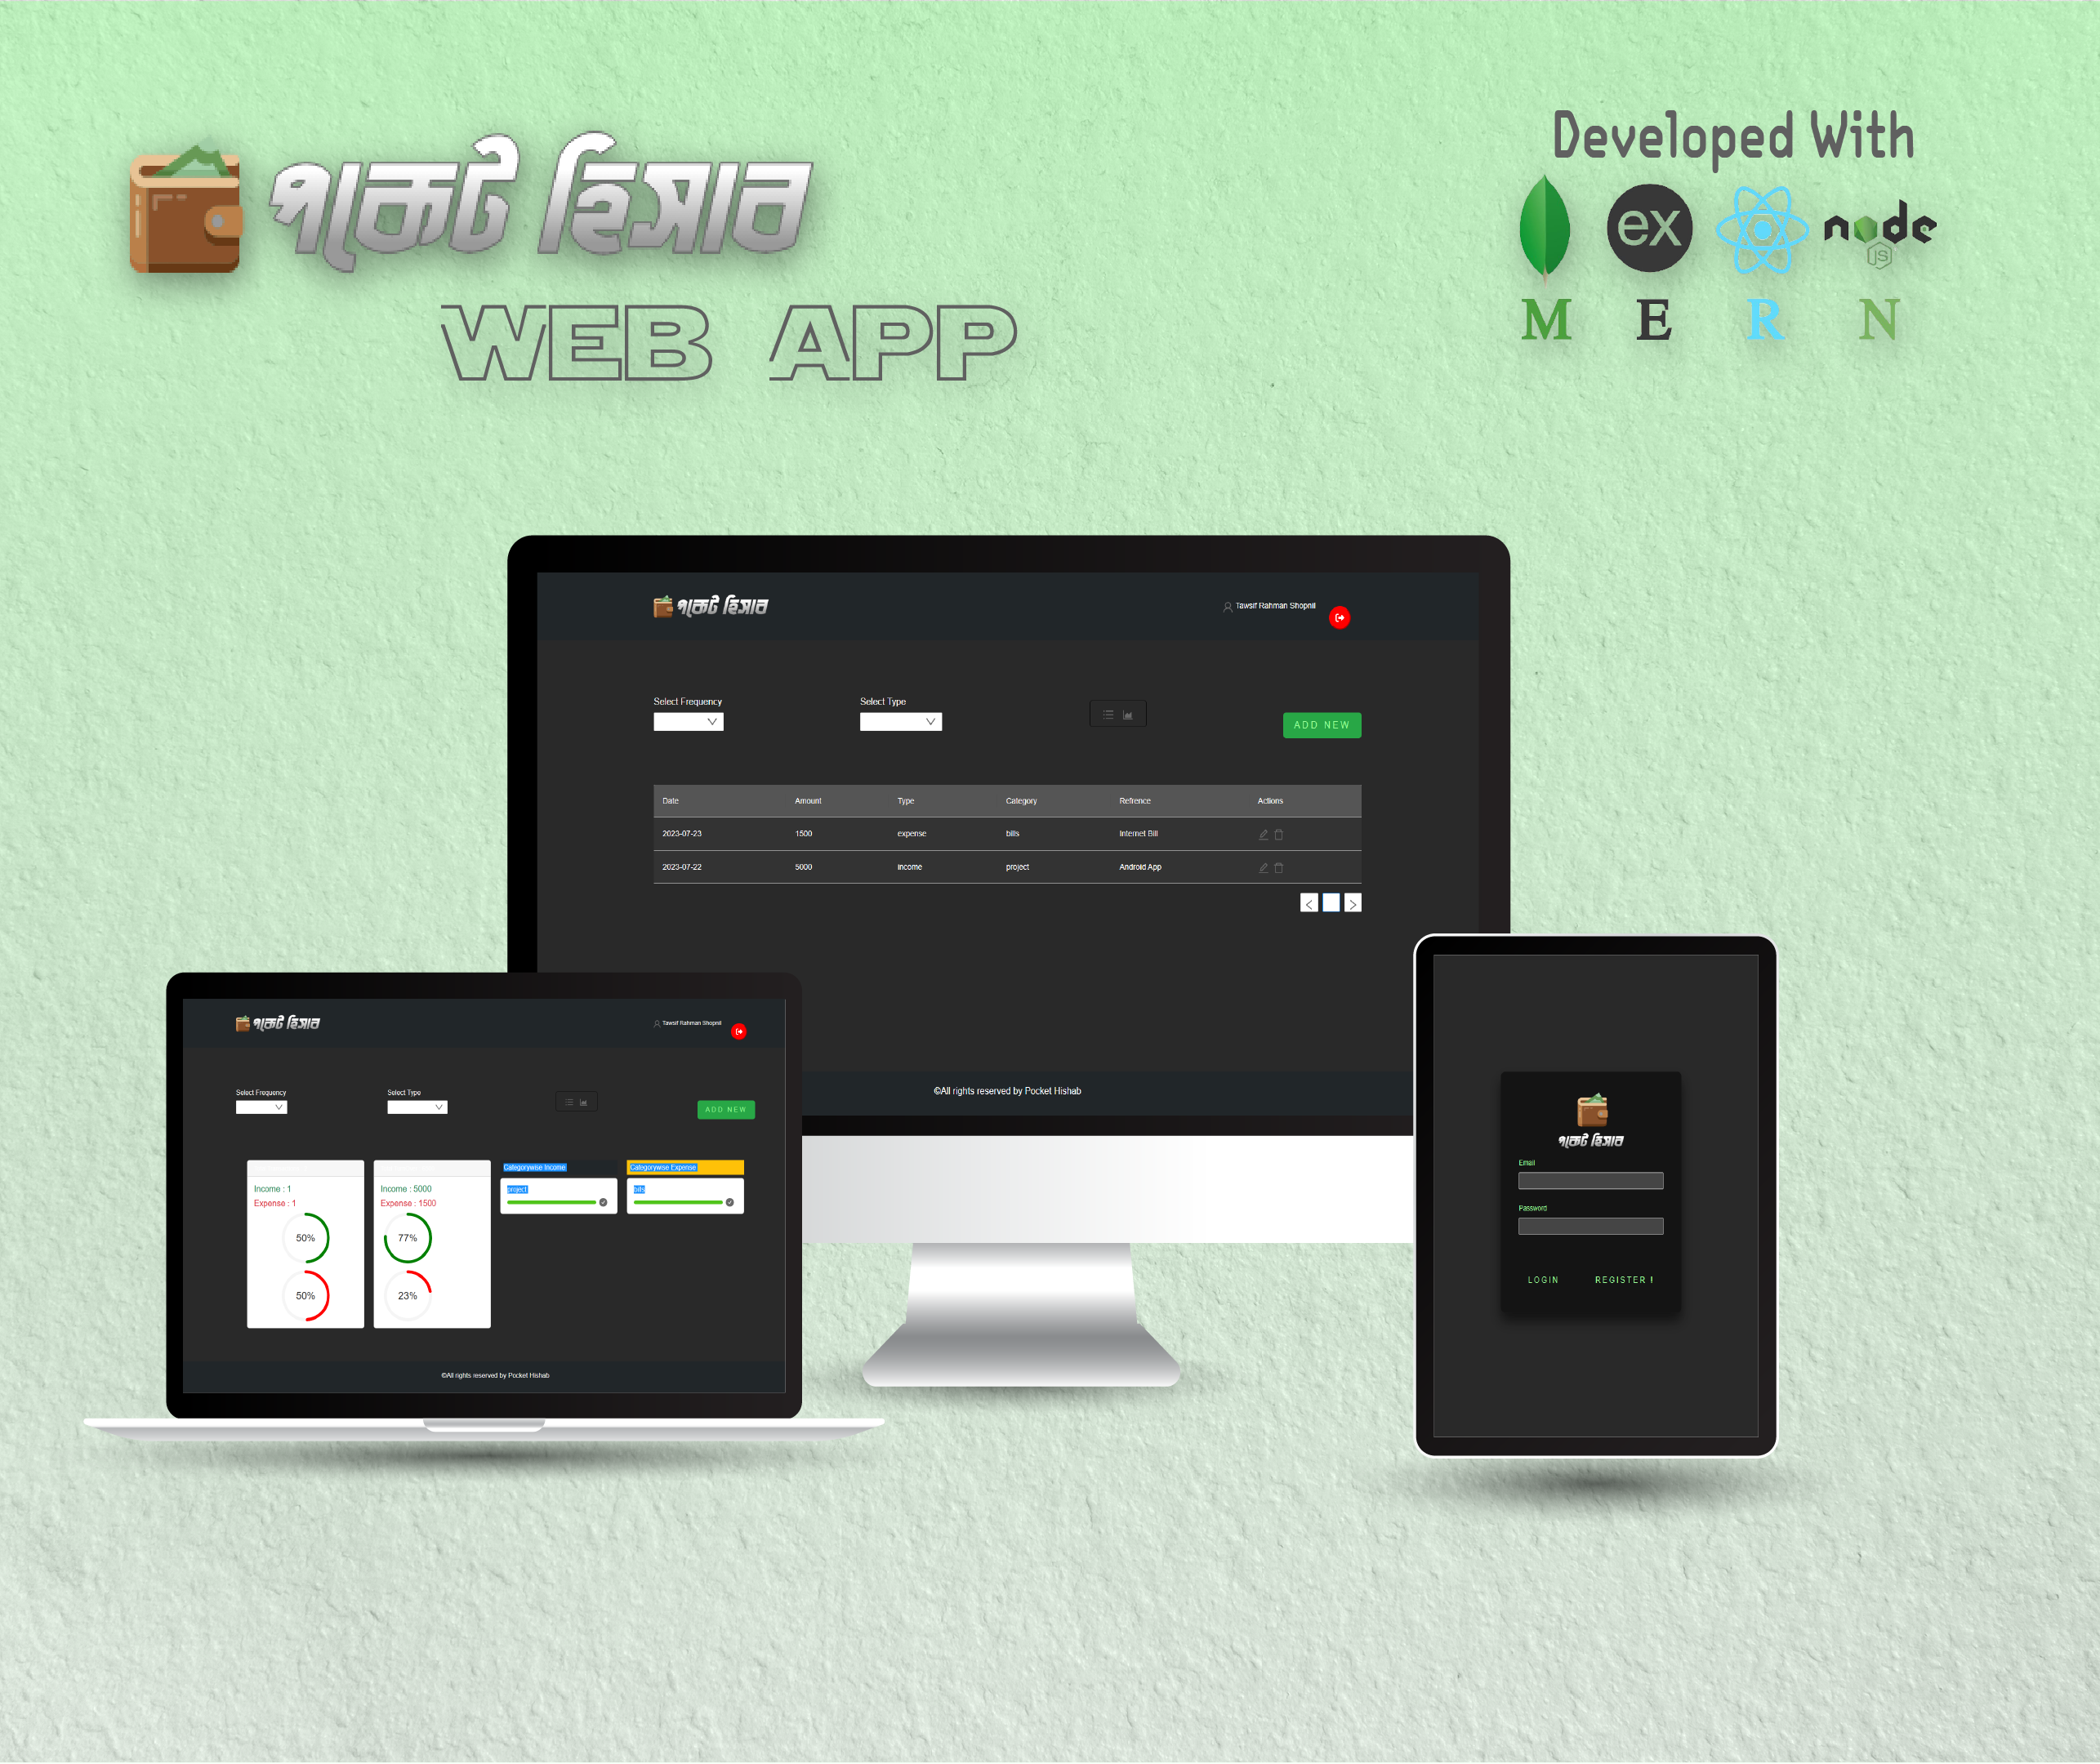 পকেট হিসাব
WEB APP
Developed With
ex
node
JS
M E R N
পকেট হিসাব
Tawsif Rahman Shopnil
Select Frequency
Select Type
ADD NEW
Date Amount Type Category Refrence Actions
2023-07-23 1500 expense bills Internet Bill
2023-07-22 5000 income project Android App
©All rights reserved by Pocket Hishab
পকেট হিসাব
Tawsif Rahman Shopnil
Select Frequency
Select Type
ADD NEW
Income : 1
Expense : 1
50%
50%
Income : 5000
Expense : 1500
77%
23%
Categorywise Income
project
Categorywise Expense
bills
©All rights reserved by Pocket Hishab
পকেট হিসাব
Email
Password
LOGIN REGISTER !